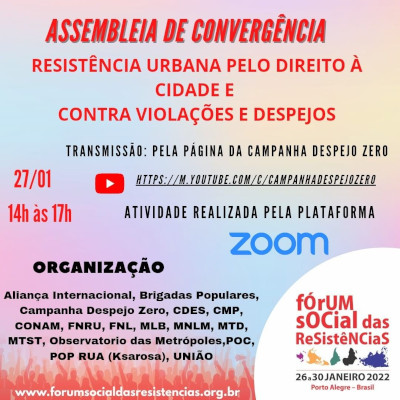 ASSEMBLEIA DE CONVERGÊNCIA
RESISTÊNCIA URBANA PELO DIREITO À
CIDADE E
CONTRA VIOLAÇÕES E DESPEJOS
TRANSMISSÃO: PELA PÁGINA DA CAMPANHA DESPEJO ZERO
27/01
HTTPS://M.YOUTUBE.COM/C/CAMPANHADESPEJOZERO
14h às 17h
ATIVIDADE REALIZADA PELA PLATAFORMA
zoom
ORGANIZAÇÃO
Aliança Internacional, Brigadas Populares,
Campanha Despejo Zero, CDES, CMP,
CONAM, FNRU, FNL, MLB, MNLM, MTD,
MTST, Observatorio das Metrópoles,POC,
POP RUA (Ksarosa), UNIÃO
fÓrUM
sOCial das
ReSistêNCiaS
26 a 30 JANEIRO 2022
Porto Alegre – Brasil
www.forumsocialdasresistencias.org.br